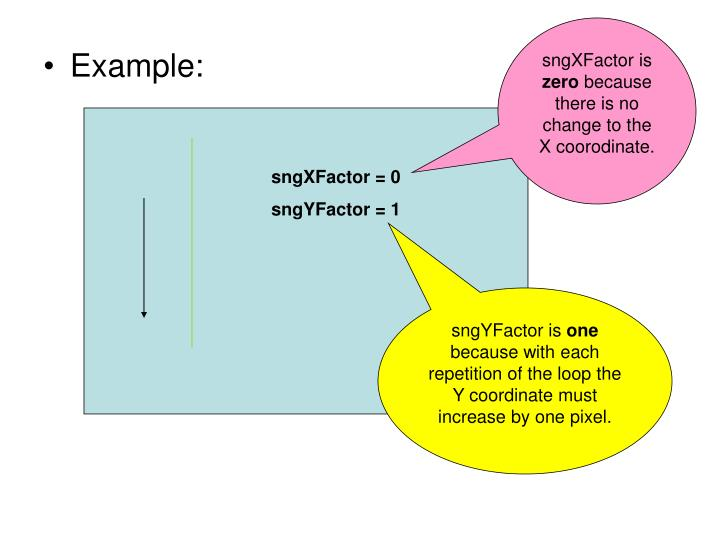 • Example:
sngXFactor is
zero because
there is no
change to the
X coorodinate.
sngXFactor = 0
sngYFactor = 1
sngYFactor is one
because with each
repetition of the loop the
Y coordinate must
increase by one pixel.